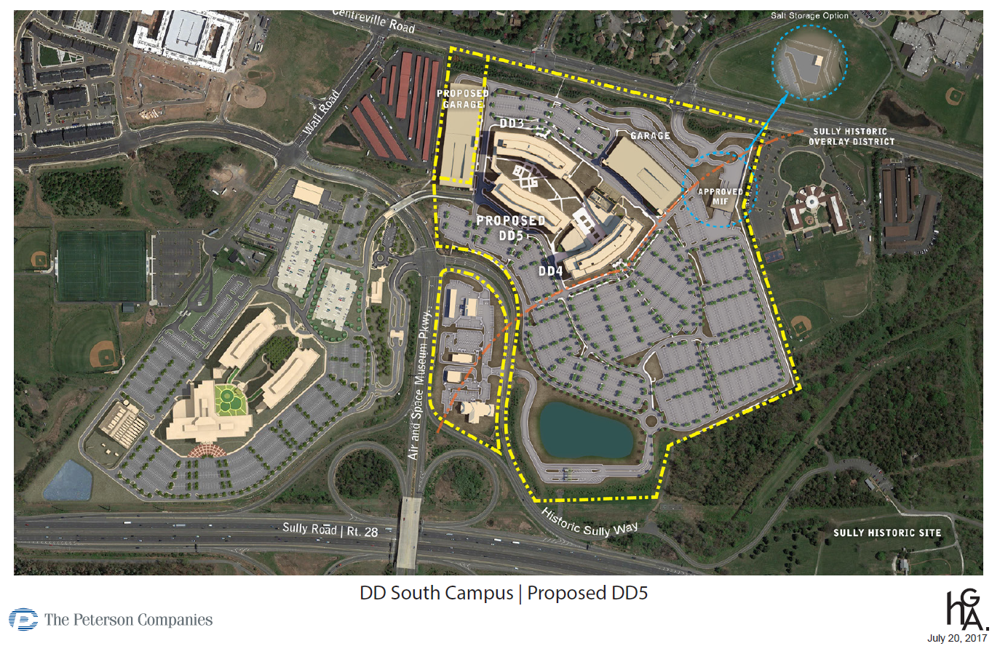 Salt Storage Option
Centreville Road
PROPOSED
GARAGE
Wall Road
DD3
GARAGE
SULLY HISTORIC
OVERLAY DISTRICT
APPROVED
MIF
PROPOSED
DD5
DD4
Air and Space Museum Pkwy.
Sully Road | Rt. 28
Historic Sully Way
SULLY HISTORIC SITE
DD South Campus | Proposed DD5
The Peterson Companies
hGA.
July 20, 2017